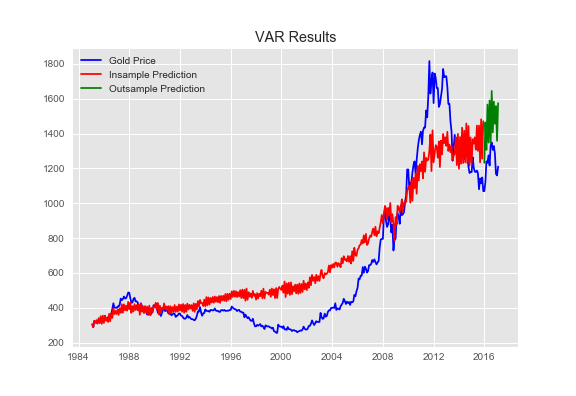 VAR Results
Gold Price
Insample Prediction
Outsample Prediction
1800
1600
1400
1200
1000
800
600
400
200
1984 1988 1992 1996 2000 2004 2008 2012 2016